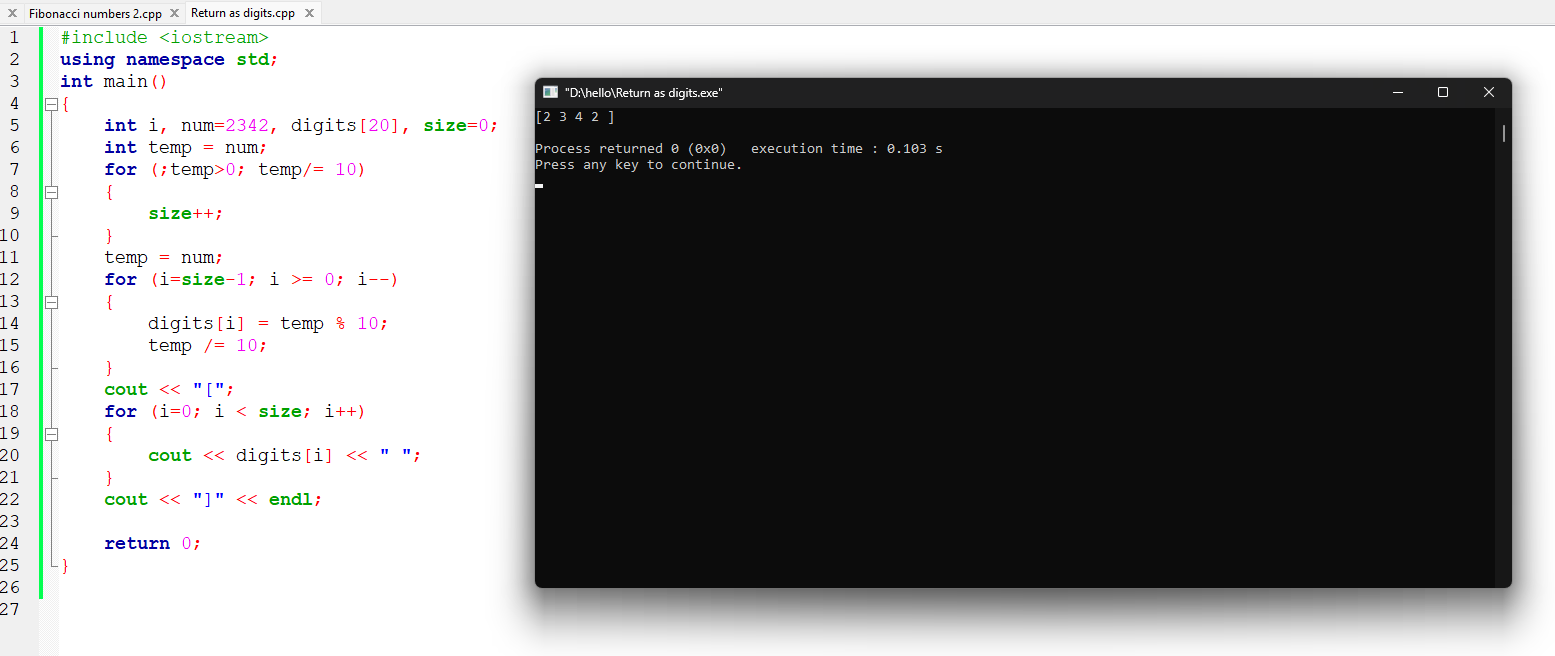 Fibonacci numbers 2.cpp Return as digits.cpp
1 #include <iostream>
2 using namespace std;
3 int main()
4 {
5 int i, num=2342, digits[20], size=0;
6 int temp = num;
7 for (;temp>0; temp/= 10)
8 {
9 size++;
10 }
11 temp = num;
12 for (i=size-1; i >= 0; i--)
13 {
14 digits[i] = temp % 10;
15 temp /= 10;
16 }
17 cout << "[";
18 for (i=0; i < size; i++)
19 {
20 cout << digits[i] << " ";
21 }
22 cout << "]" << endl;
23
24 return 0;
25 }
26
27
"D:\hello\Return as digits.exe"
[2 3 4 2 ]
Process returned 0 (0x0)   execution time : 0.103 s
Press any key to continue.